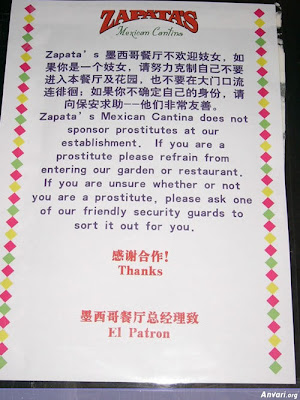 ZAPATA'S
Mexican Cantina
Zapata's 墨西哥餐厅不欢迎妓女，如
果你是一个妓女，请努力克制自己不要
进入本餐厅及花园，也不要在大门口流
连徘徊；如果你不确定自己的身份，请
向保安求助--他们非常友善。
Zapata's Mexican Cantina does not
sponsor prostitutes at our
establishment. If you are a
prostitute please refrain from
entering our garden or restaurant.
If you are unsure whether or not
you are a prostitute, please ask one
of our friendly security guards to
sort it out for you.
感谢合作！
Thanks
墨西哥餐厅总经理致
El Patron
Anvari.org